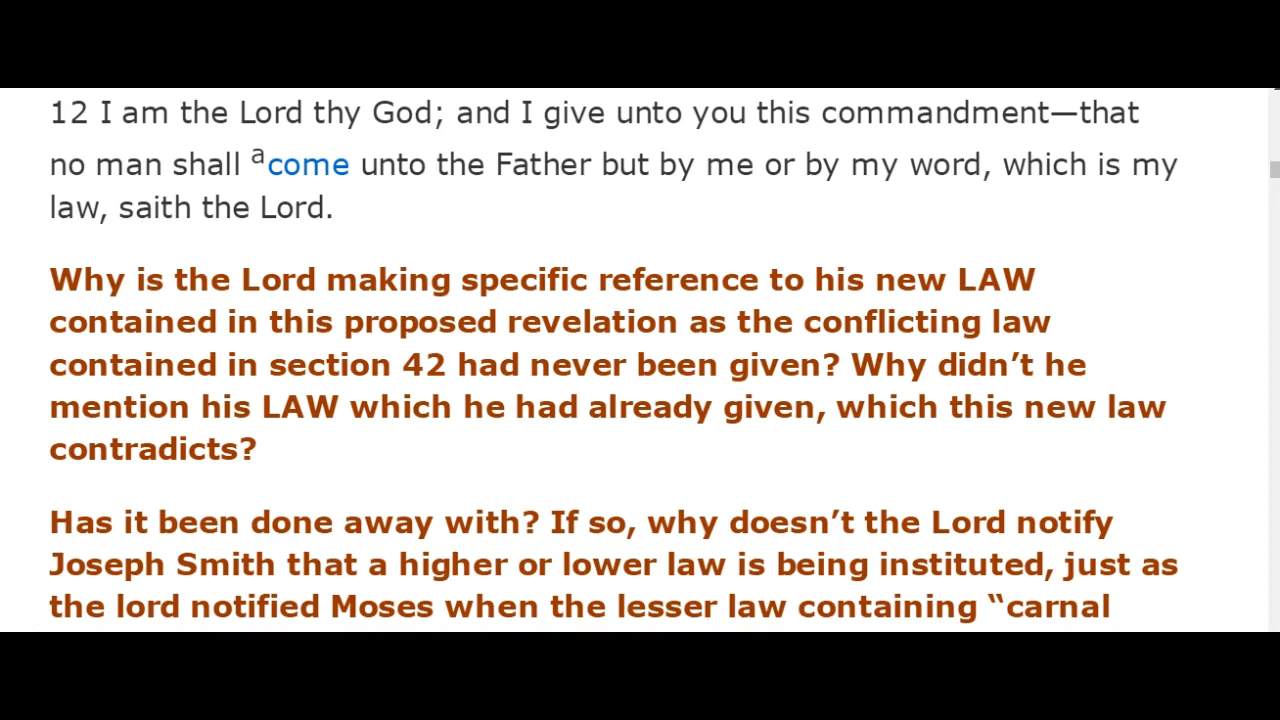 12 I am the Lord thy God; and I give unto you this commandment—that
no man shall acome unto the Father but by me or by my word, which is my
law, saith the Lord.
Why is the Lord making specific reference to his new LAW
contained in this proposed revelation as the conflicting law
contained in section 42 had never been given? Why didn’t he
mention his LAW which he had already given, which this new law
contradicts?
Has it been done away with? If so, why doesn’t the Lord notify
Joseph Smith that a higher or lower law is being instituted, just as
the lord notified Moses when the lesser law containing “carnal